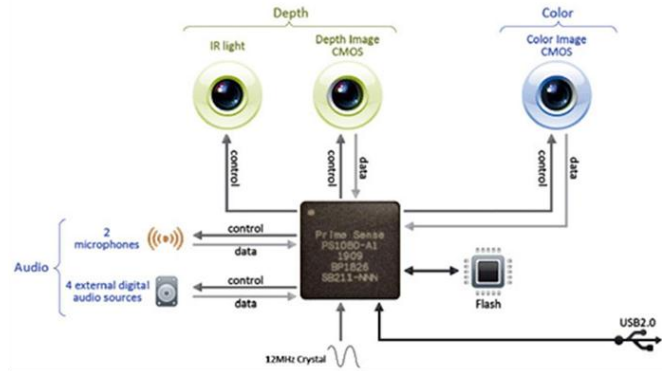 Depth
Color
IR light
Depth Image
CMOS
Color Image
CMOS
control
control
data
control
data
Audio
2
microphones
control
data
4 external digital
audio sources
control
data
Prime Sense
PS1080-A1
1909
BP1826
SB211-NNN
Flash
USB2.0
12MHz Crystal